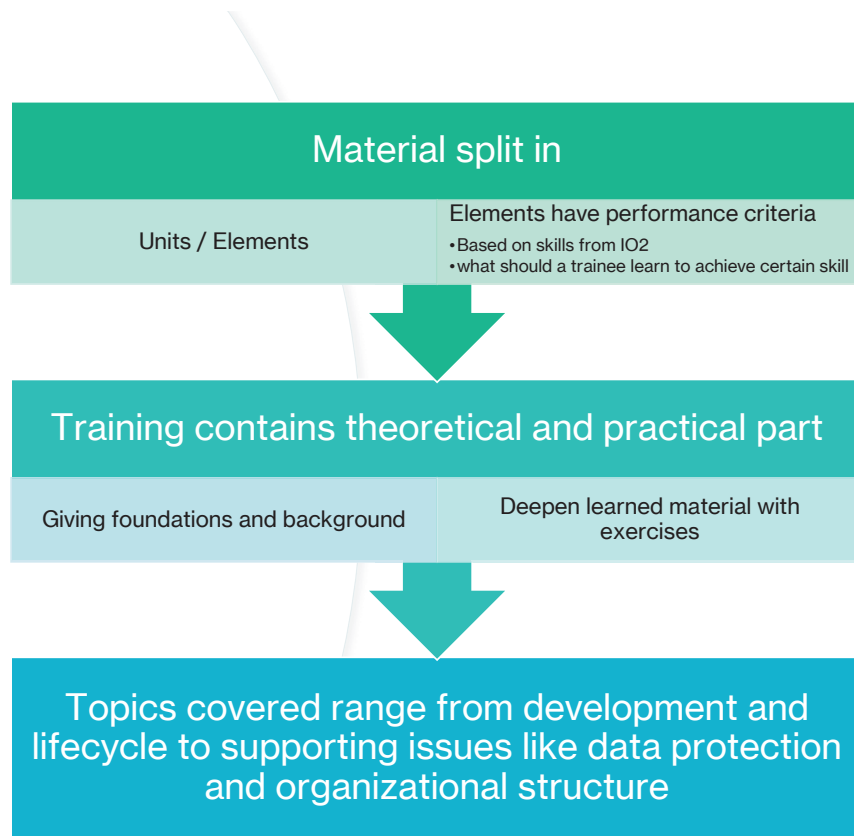 Material split in
Units / Elements
Elements have performance criteria
•Based on skills from IO2
•what should a trainee learn to achieve certain skill
Training contains theoretical and practical part
Giving foundations and background
Deepen learned material with
exercises
Topics covered range from development and
lifecycle to supporting issues like data protection
and organizational structure